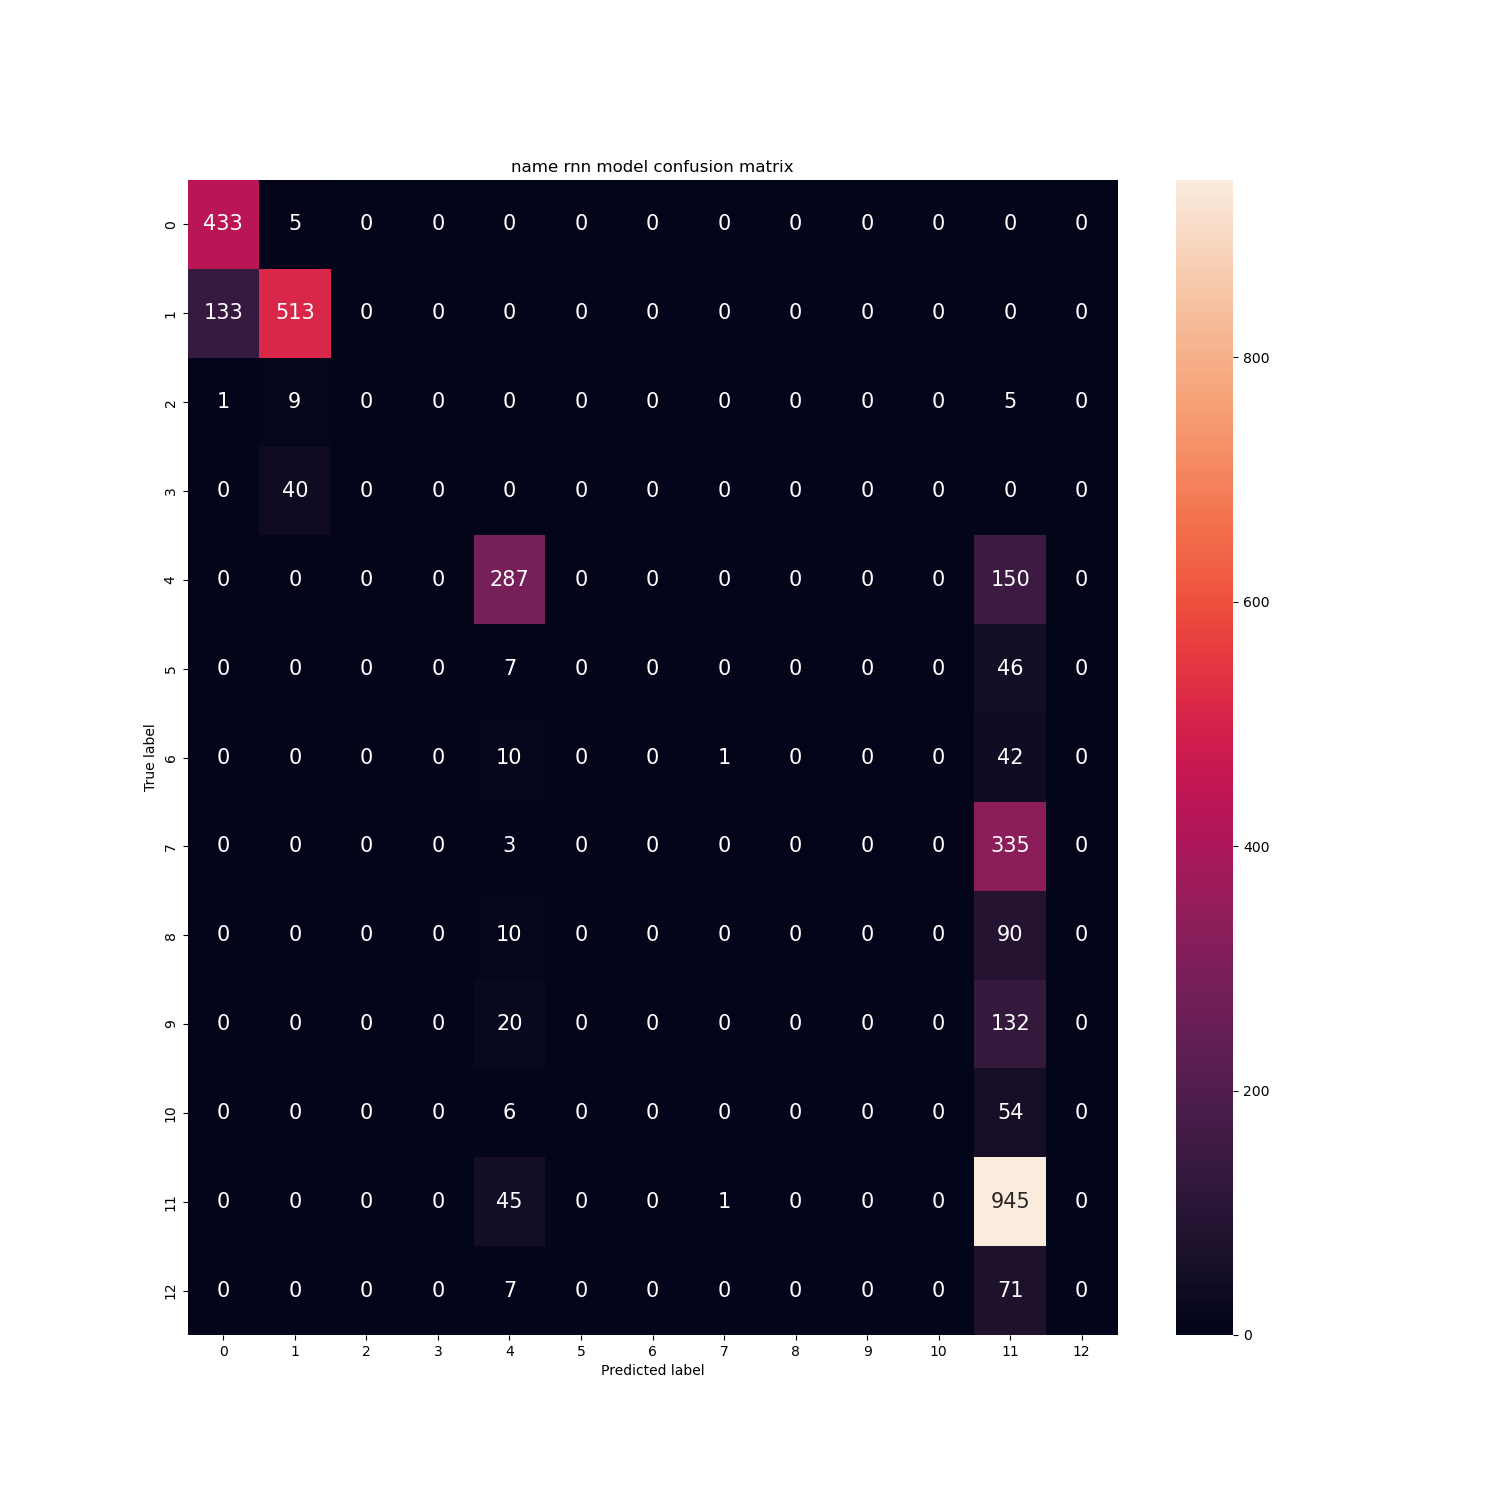 name rnn model confusion matrix
0 433 5 0 0 0 0 0 0 0 0 0 0 0
1 133 513 0 0 0 0 0 0 0 0 0 0 0
2 1 9 0 0 0 0 0 0 0 0 0 5 0
3 0 40 0 0 0 0 0 0 0 0 0 0 0
4 0 0 0 0 287 0 0 0 0 0 0 150 0
5 0 0 0 0 7 0 0 0 0 0 0 46 0
6 0 0 0 0 10 0 0 1 0 0 0 42 0
7 0 0 0 0 3 0 0 0 0 0 0 335 0
8 0 0 0 0 10 0 0 0 0 0 0 90 0
9 0 0 0 0 20 0 0 0 0 0 0 132 0
10 0 0 0 0 6 0 0 0 0 0 0 54 0
11 0 0 0 0 45 0 0 1 0 0 0 945 0
12 0 0 0 0 7 0 0 0 0 0 0 71 0
0 1 2 3 4 5 6 7 8 9 10 11 12
Predicted label
True label
800
600
400
200
0